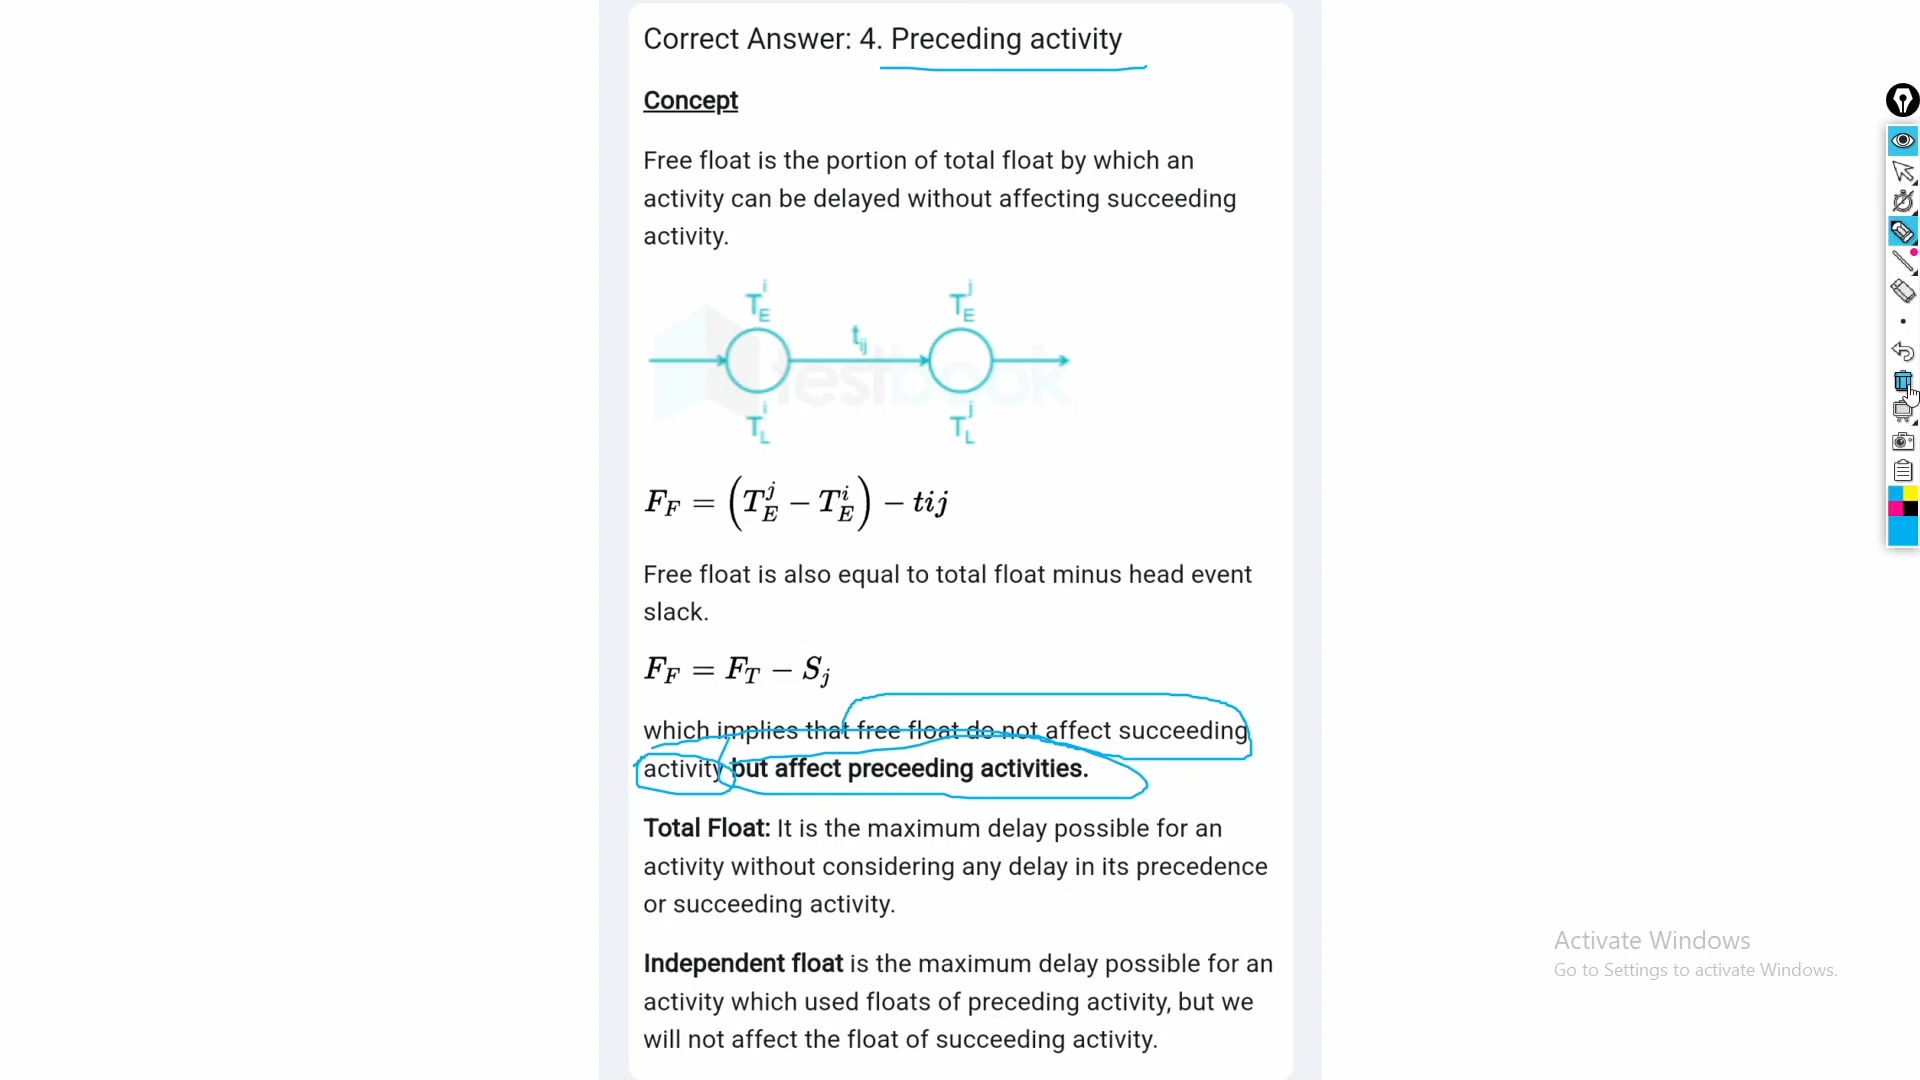 Correct Answer: 4. Preceding activity
Concept
Free float is the portion of total float by which an
activity can be delayed without affecting succeeding
activity.
T_E^i T_E^j
t_ij
testbook
T_L^i T_L^j
F_F = (T_E^j − T_E^i) − tij
Free float is also equal to total float minus head event
slack.
F_F = F_T − S_j
which implies that free float do not affect succeeding
activity but affect preceeding activities.
Total Float: It is the maximum delay possible for an
activity without considering any delay in its precedence
or succeeding activity.
Independent float is the maximum delay possible for an
activity which used floats of preceding activity, but we
will not affect the float of succeeding activity.
Activate Windows
Go to Settings to activate Windows.